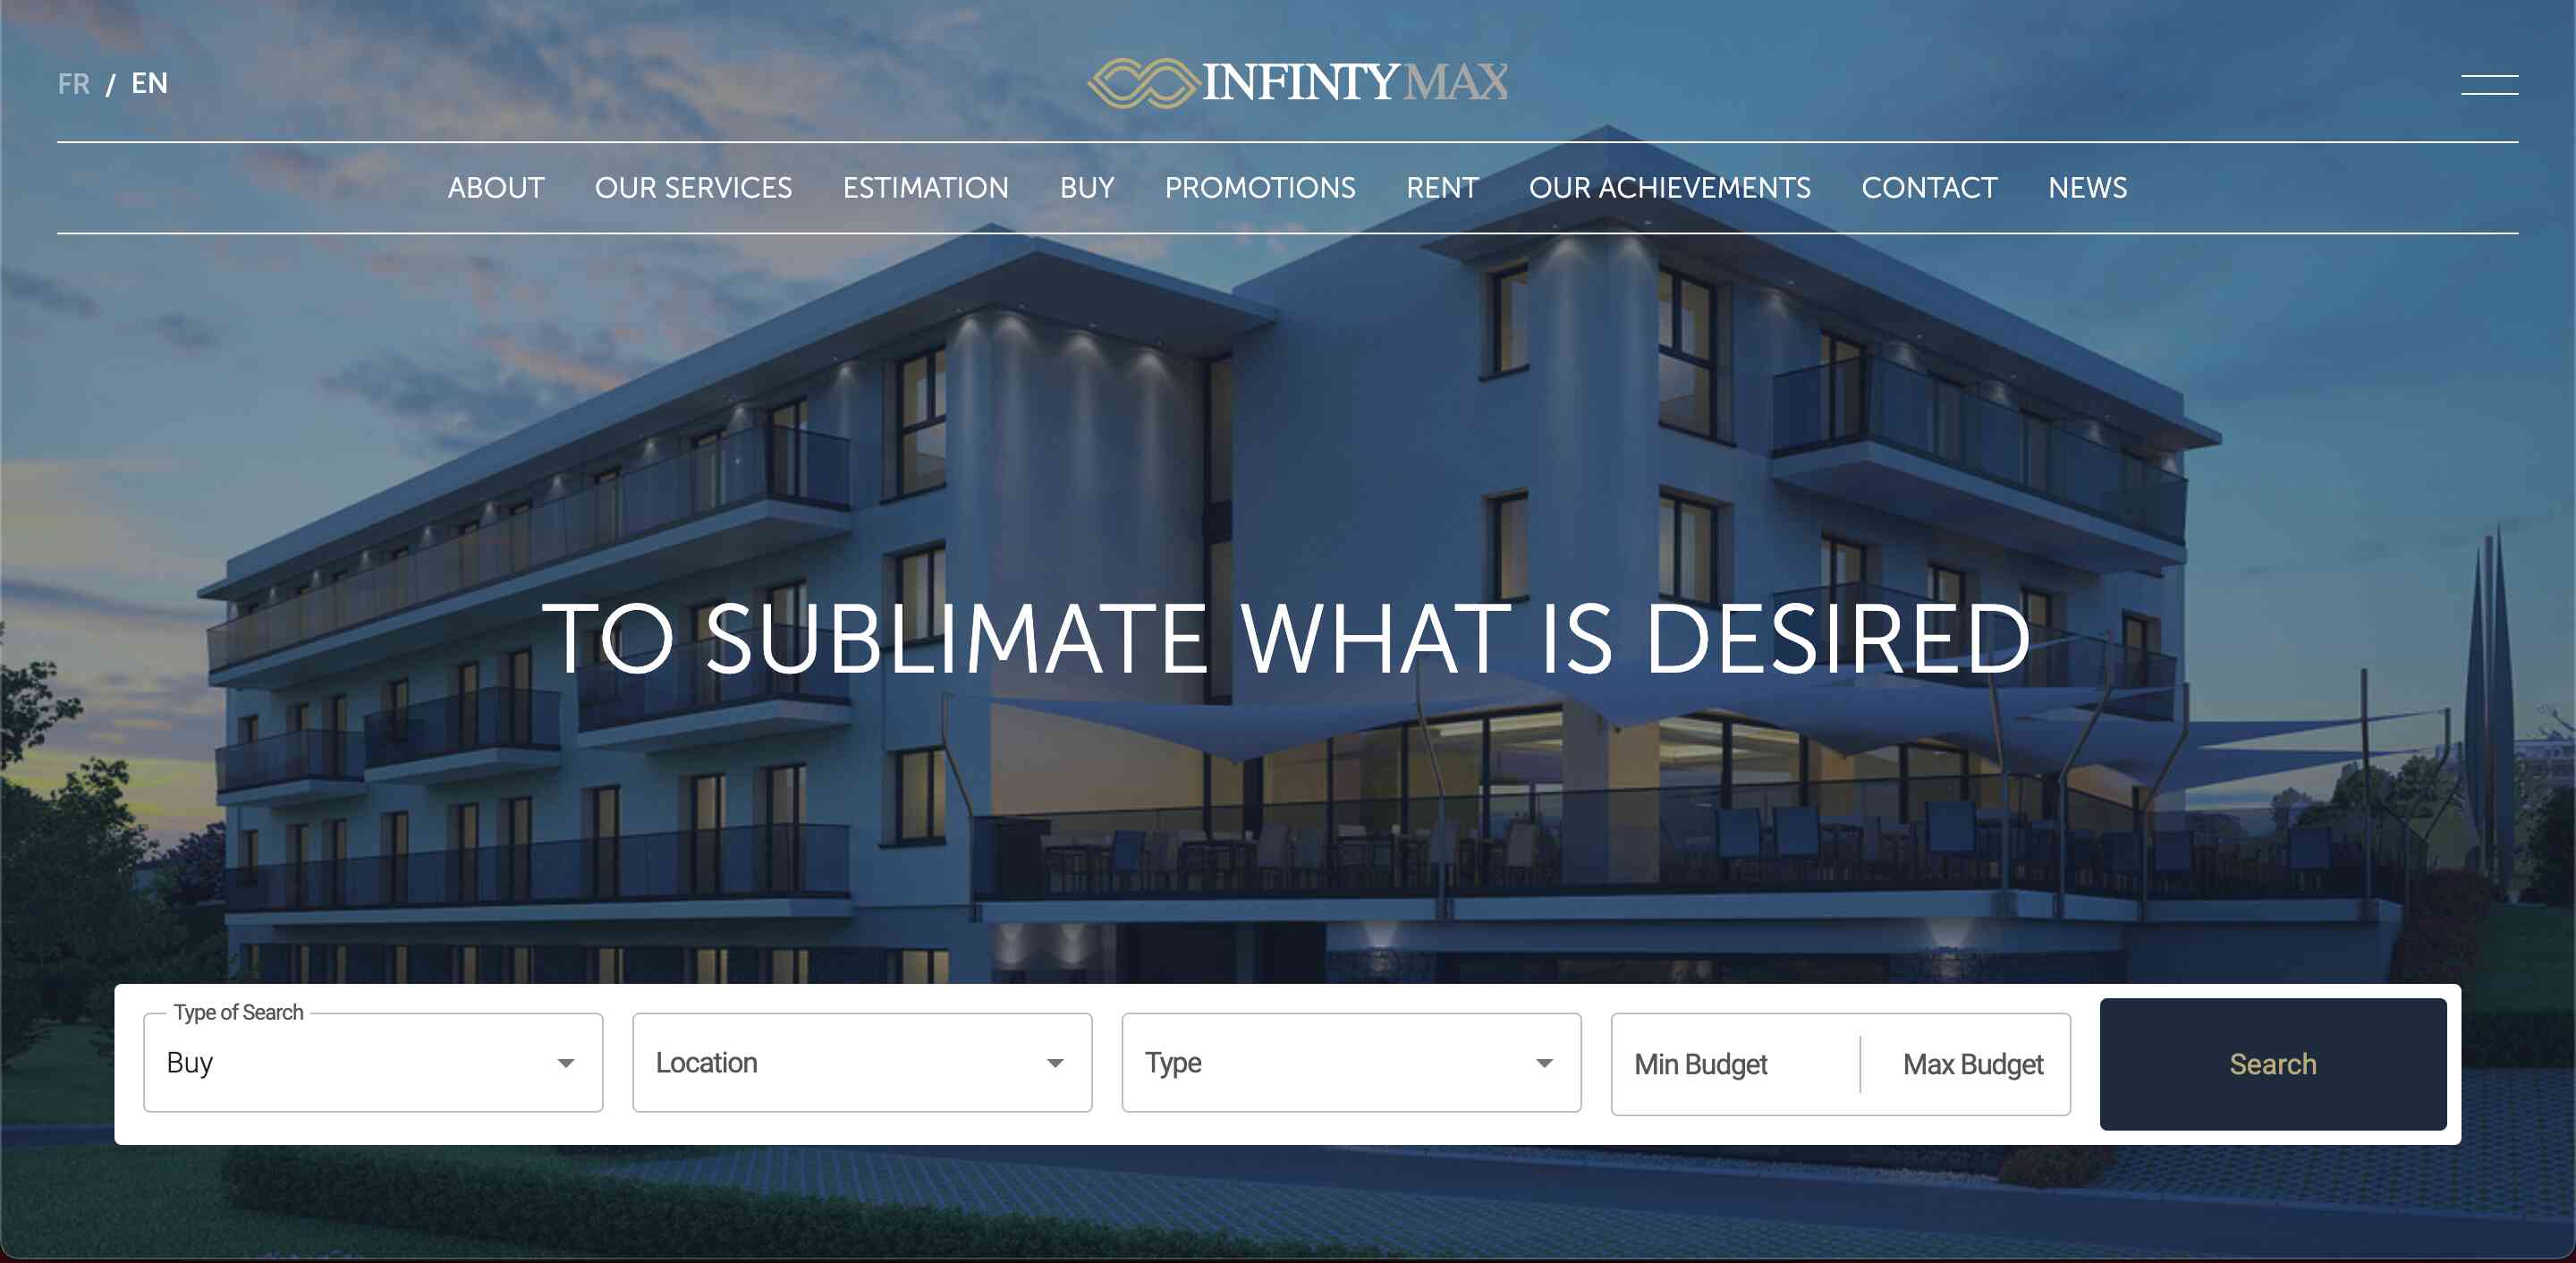 FR / EN
INFINTYMAX
ABOUT OUR SERVICES ESTIMATION BUY PROMOTIONS RENT OUR ACHIEVEMENTS CONTACT NEWS
TO SUBLIMATE WHAT IS DESIRED
Type of Search
Buy Location Type Min Budget Max Budget Search